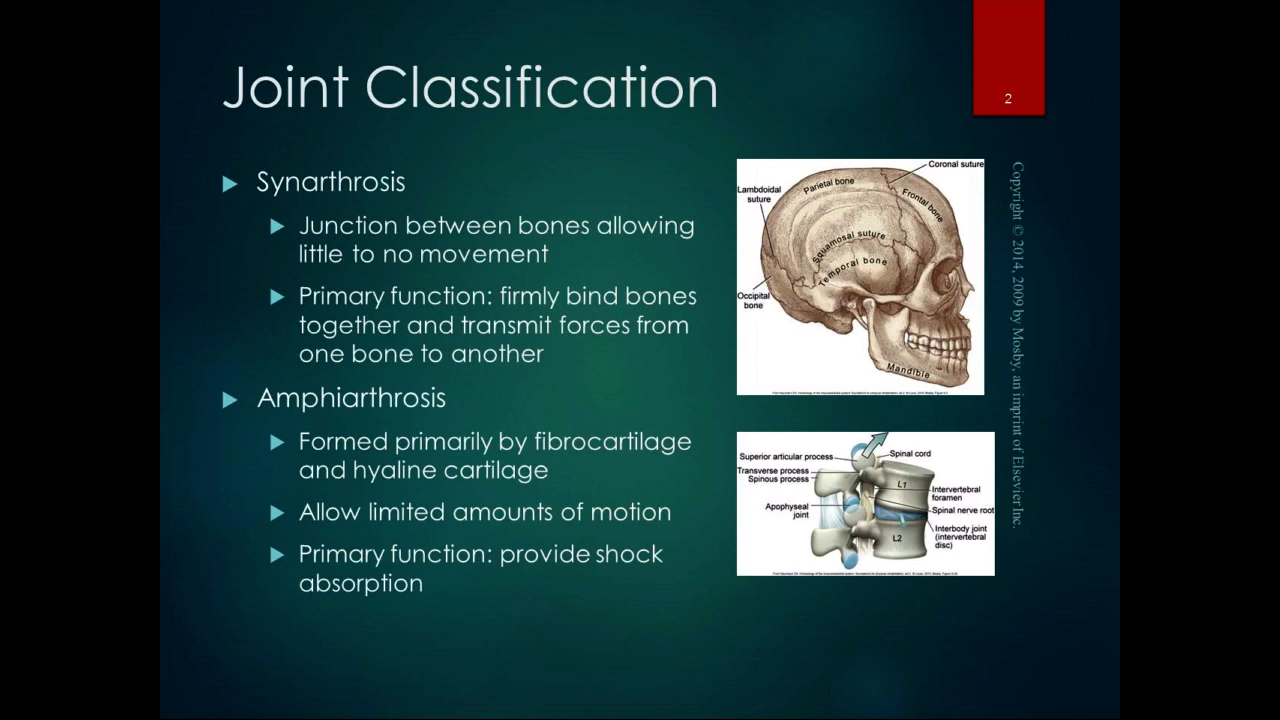 Joint Classification
2
Synarthrosis
Junction between bones allowing
little to no movement
Primary function: firmly bind bones
together and transmit forces from
one bone to another
Amphiarthrosis
Formed primarily by fibrocartilage
and hyaline cartilage
Allow limited amounts of motion
Primary function: provide shock
absorption
Coronal suture
Parietal bone
Lambdoidal
suture
Frontal bone
Squamosal suture
Temporal bone
Occipital
bone
Mandible
Superior articular process
Spinal cord
Transverse process
Spinous process
L1
Intervertebral
foramen
Apophyseal
joint
Spinal nerve root
Interbody joint
(intervertebral
disc)
L2
Copyright © 2014, 2009 by Mosby, an imprint of Elsevier Inc.